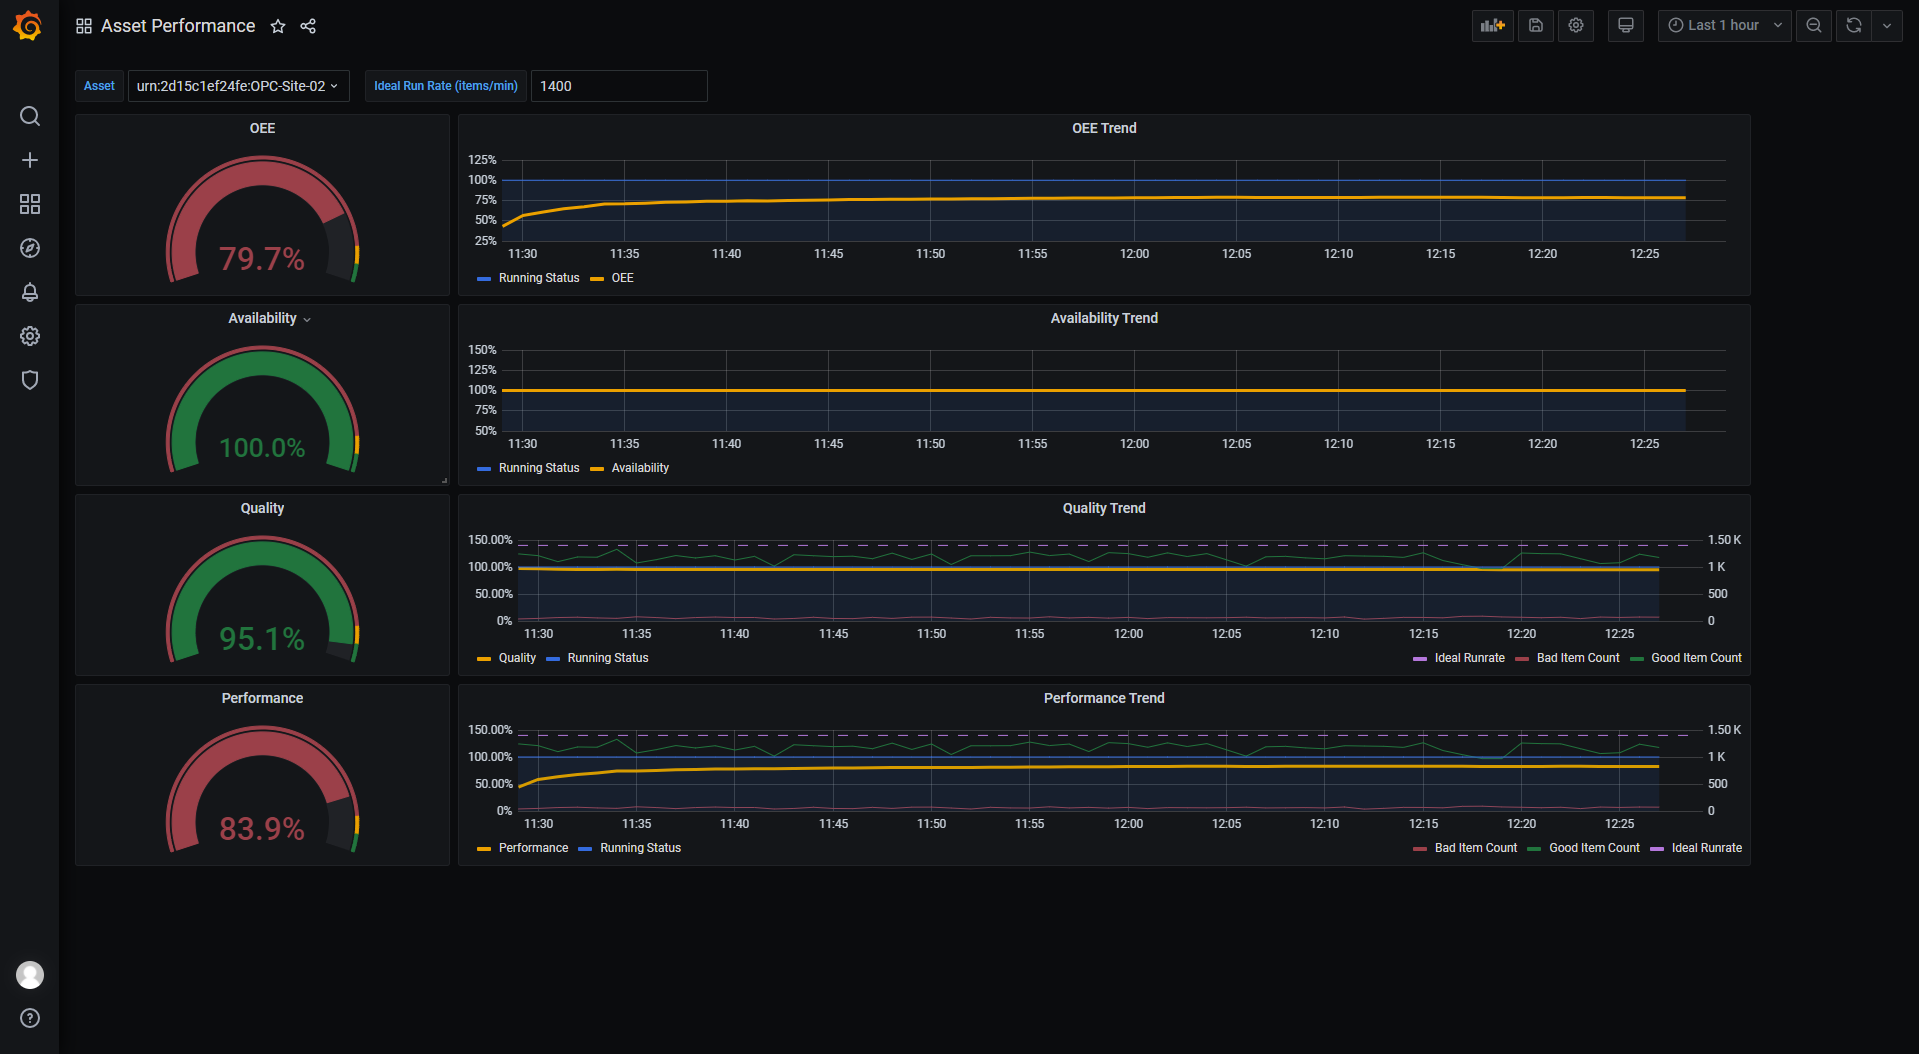 Asset Performance
Last 1 hour
Asset urn:2d15c1ef24fe:OPC-Site-02 Ideal Run Rate (items/min) 1400
OEE
79.7%
OEE Trend
125%
100%
75%
50%
25%
11:30 11:35 11:40 11:45 11:50 11:55 12:00 12:05 12:10 12:15 12:20 12:25
Running Status OEE
Availability
100.0%
Availability Trend
150%
125%
100%
75%
50%
11:30 11:35 11:40 11:45 11:50 11:55 12:00 12:05 12:10 12:15 12:20 12:25
Running Status Availability
Quality
95.1%
Quality Trend
150.00% 1.50 K
100.00% 1 K
50.00% 500
0% 0
11:30 11:35 11:40 11:45 11:50 11:55 12:00 12:05 12:10 12:15 12:20 12:25
Quality Running Status Ideal Runrate Bad Item Count Good Item Count
Performance
83.9%
Performance Trend
150.00% 1.50 K
100.00% 1 K
50.00% 500
0% 0
11:30 11:35 11:40 11:45 11:50 11:55 12:00 12:05 12:10 12:15 12:20 12:25
Performance Running Status Bad Item Count Good Item Count Ideal Runrate